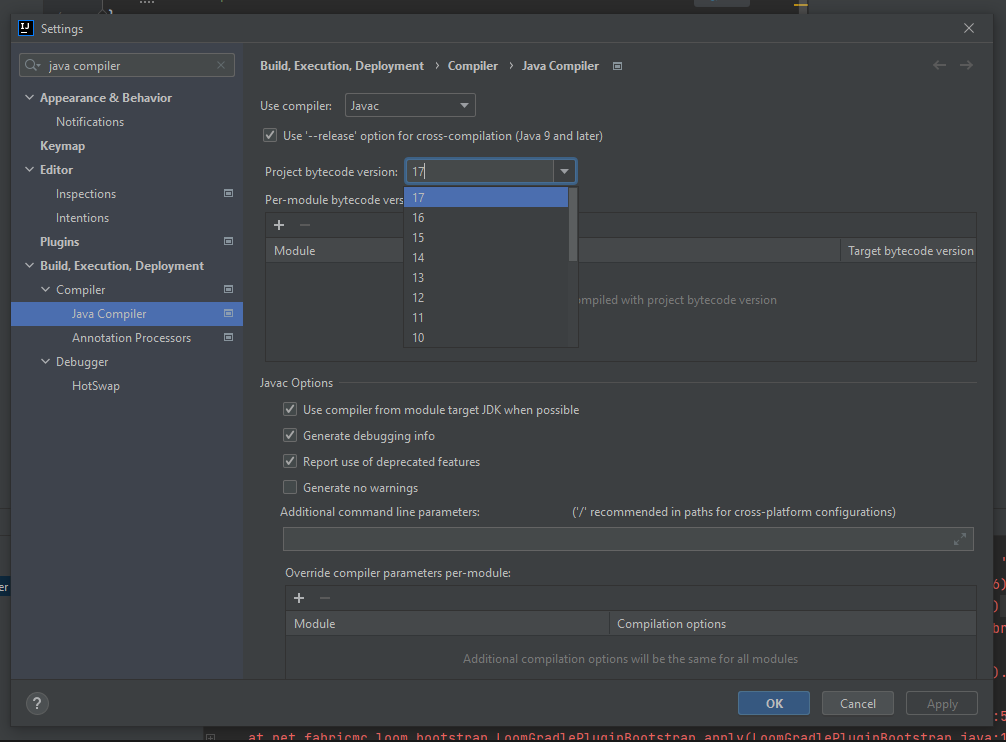 IJ
Settings
java compiler
Appearance & Behavior
Notifications
Keymap
Editor
Inspections
Intentions
Plugins
Build, Execution, Deployment
Compiler
Java Compiler
Annotation Processors
Debugger
HotSwap
Build, Execution, Deployment › Compiler › Java Compiler
Use compiler: Javac
Use '--release' option for cross-compilation (Java 9 and later)
Project bytecode version: 17
Per-module bytecode vers
17
16
15
14
13
12
11
10
Module Target bytecode version
mpiled with project bytecode version
Javac Options
Use compiler from module target JDK when possible
Generate debugging info
Report use of deprecated features
Generate no warnings
Additional command line parameters: ('/' recommended in paths for cross-platform configurations)
Override compiler parameters per-module:
Module Compilation options
Additional compilation options will be the same for all modules
? OK Cancel Apply
at net.fabricmc.loom.bootstrap.LoomGradlePluginBootstrap.apply(LoomGradlePluginBootstrap.java: